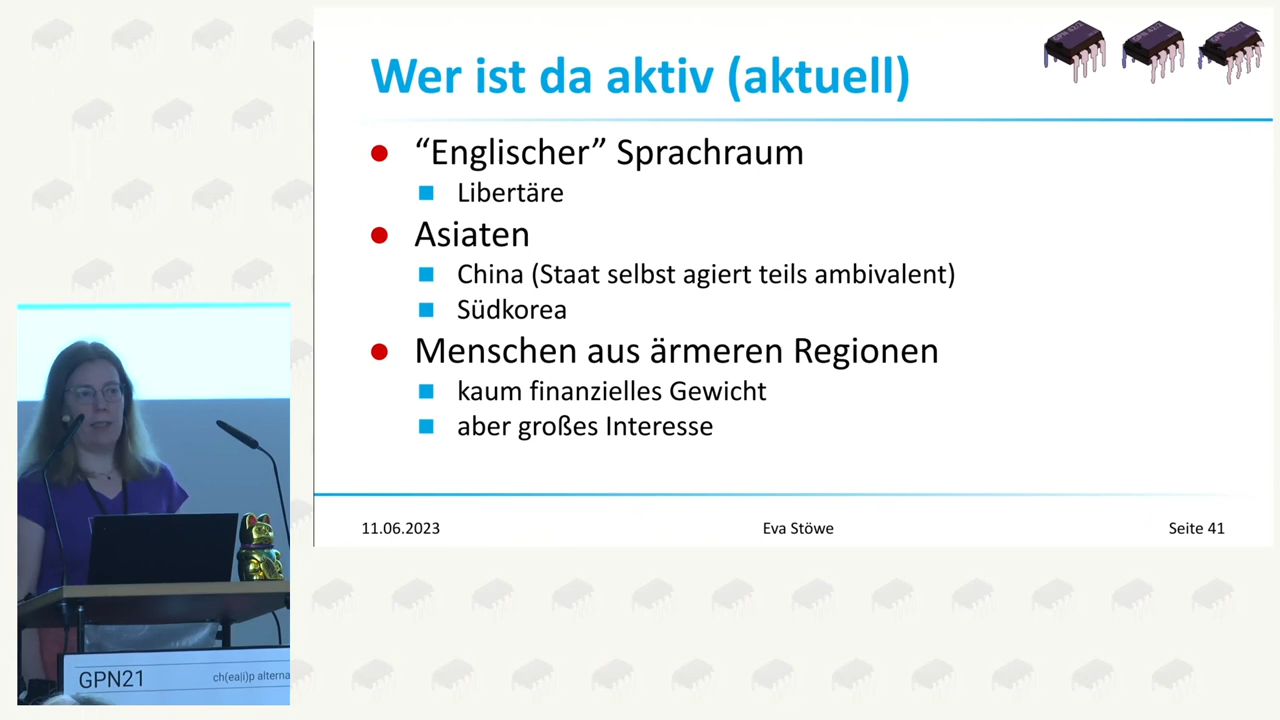 Wer ist da aktiv (aktuell)
“Englischer” Sprachraum
Libertäre
Asiaten
China (Staat selbst agiert teils ambivalent)
Südkorea
Menschen aus ärmeren Regionen
kaum finanzielles Gewicht
aber großes Interesse
11.06.2023
Eva Stöwe
Seite 41
GPN21
ch(ea|i)p alterna